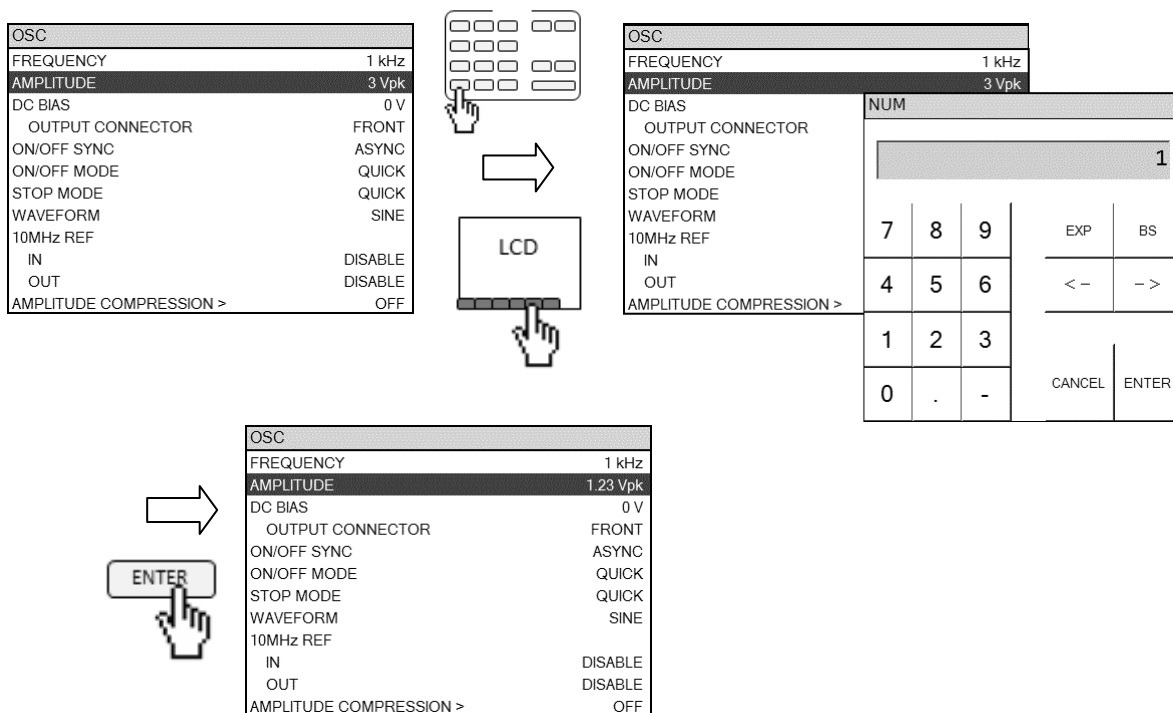 OSC
FREQUENCY 1 kHz
AMPLITUDE 3 Vpk
DC BIAS 0 V
OUTPUT CONNECTOR FRONT
ON/OFF SYNC ASYNC
ON/OFF MODE QUICK
STOP MODE QUICK
WAVEFORM SINE
10MHz REF
IN DISABLE
OUT DISABLE
AMPLITUDE COMPRESSION > OFF
LCD
OSC
FREQUENCY 1 kHz
AMPLITUDE 3 Vpk
DC BIAS
OUTPUT CONNECTOR
ON/OFF SYNC
ON/OFF MODE
STOP MODE
WAVEFORM
10MHz REF
IN
OUT
AMPLITUDE COMPRESSION >
NUM
1
7 8 9 EXP BS
4 5 6 < - - >
1 2 3
0 . - CANCEL ENTER
ENTER
OSC
FREQUENCY 1 kHz
AMPLITUDE 1.23 Vpk
DC BIAS 0 V
OUTPUT CONNECTOR FRONT
ON/OFF SYNC ASYNC
ON/OFF MODE QUICK
STOP MODE QUICK
WAVEFORM SINE
10MHz REF
IN DISABLE
OUT DISABLE
AMPLITUDE COMPRESSION > OFF